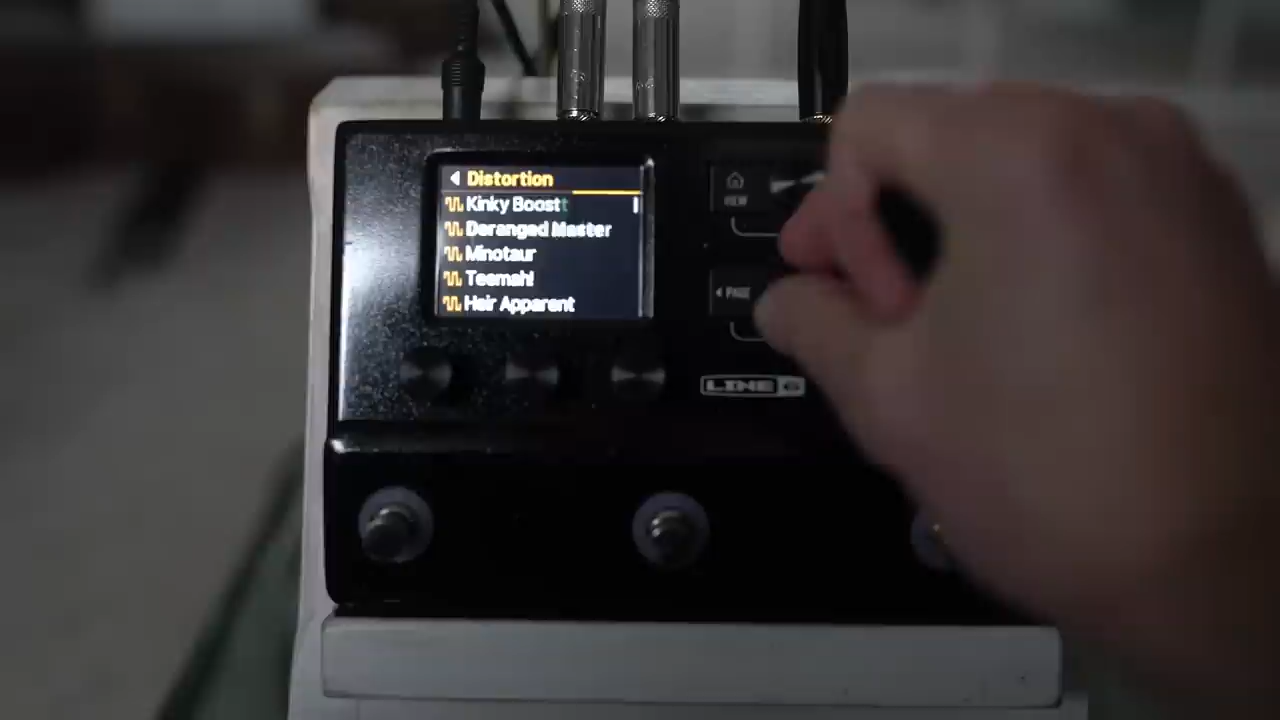 Distortion
Kinky Boost
Deranged Master
Minotaur
Teemah!
Hair Apparent
VIEW
PAGE
LINE 6